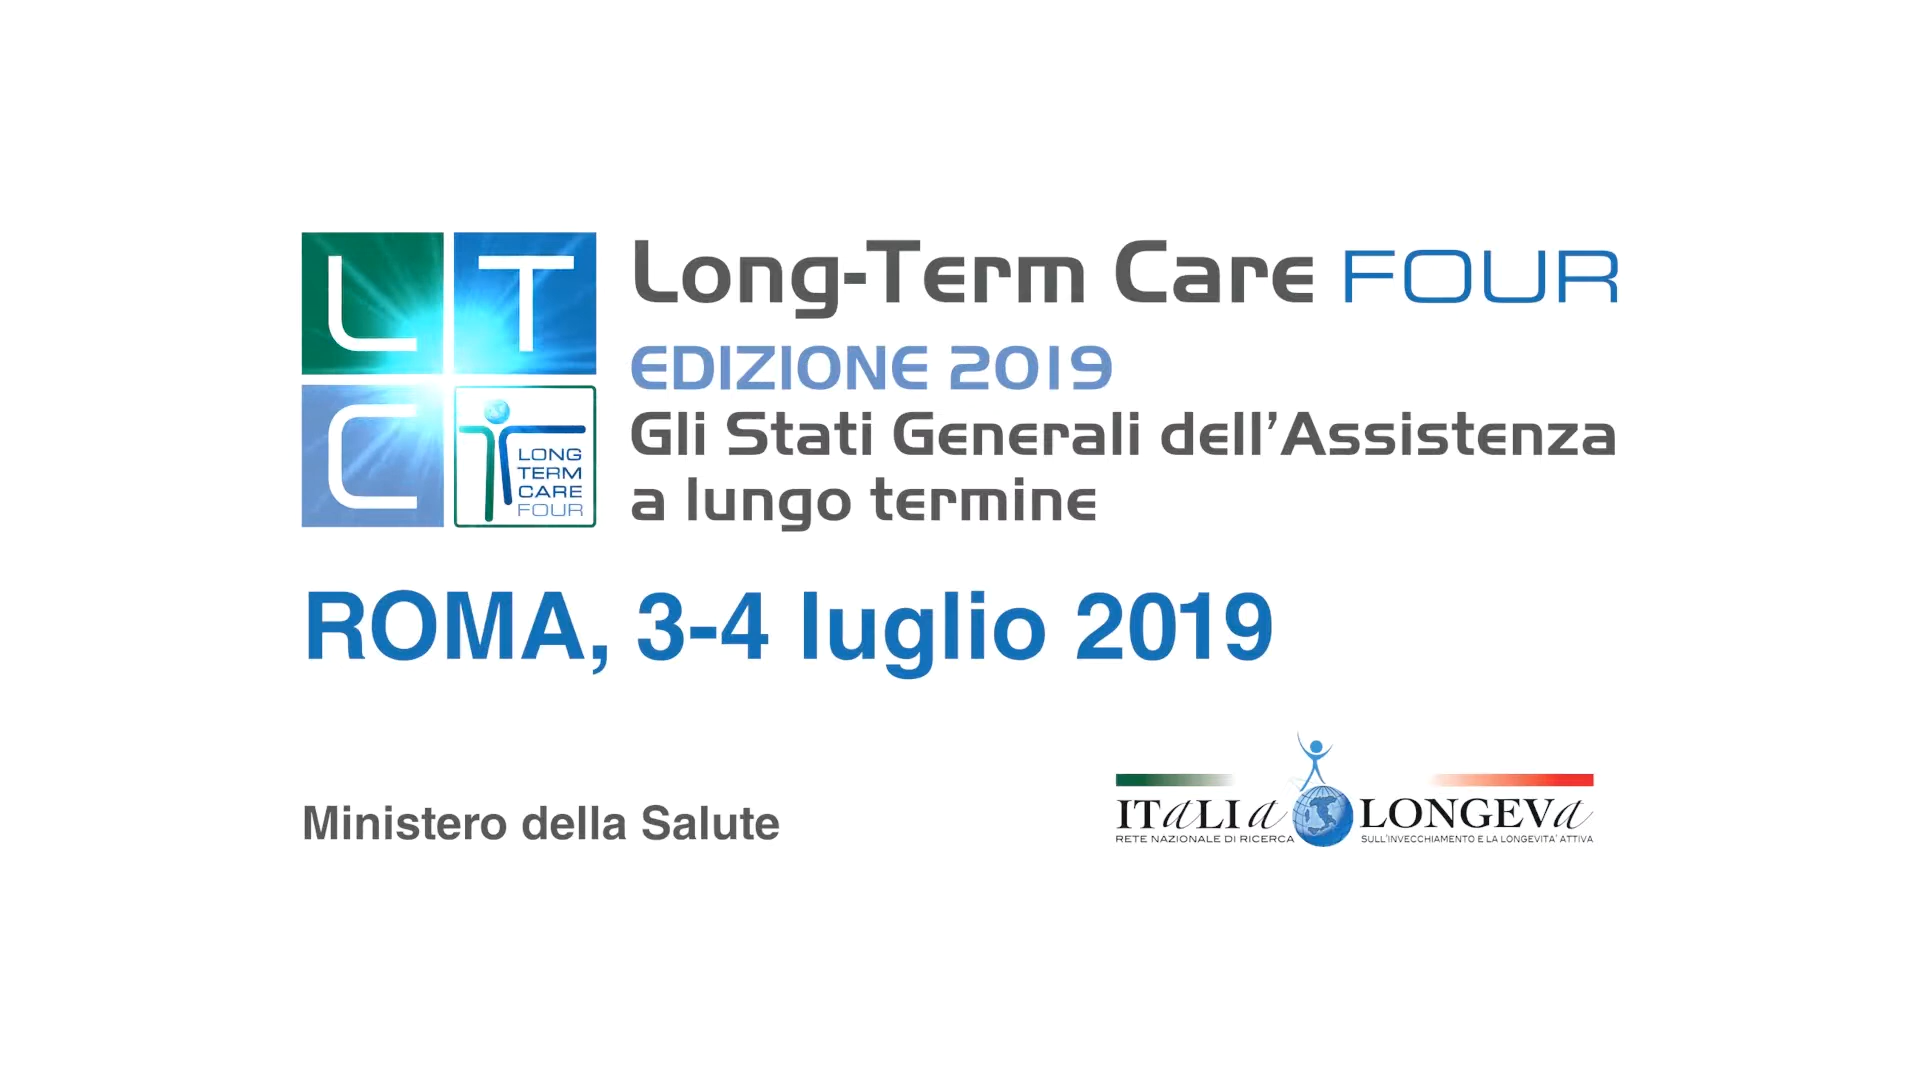 L T
C
LONG
TERM
CARE
FOUR
Long-Term Care FOUR
EDIZIONE 2019
Gli Stati Generali dell'Assistenza
a lungo termine
ROMA, 3-4 luglio 2019
Ministero della Salute
ITALIA LONGEVA
RETE NAZIONALE DI RICERCA SULL'INVECCHIAMENTO E LA LONGEVITA' ATTIVA